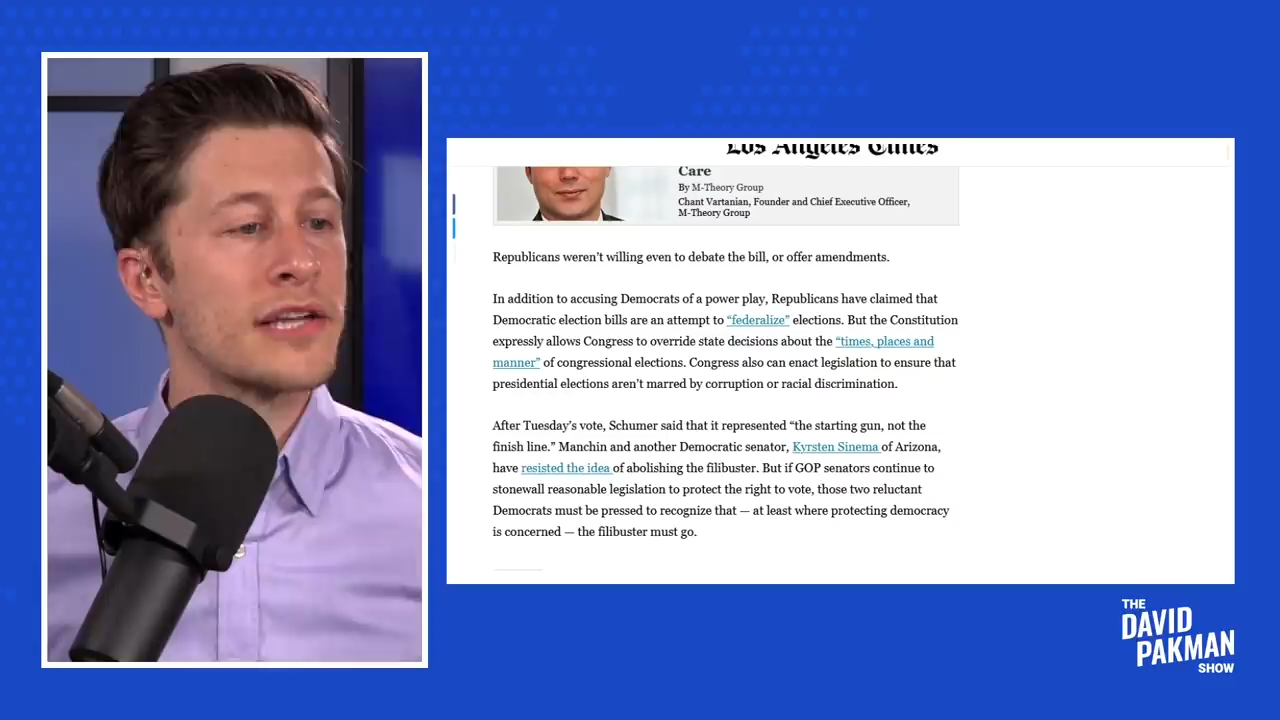 Los Angeles Times
Care
By M-Theory Group
Chant Vartanian, Founder and Chief Executive Officer,
M-Theory Group
Republicans weren’t willing even to debate the bill, or offer amendments.
In addition to accusing Democrats of a power play, Republicans have claimed that
Democratic election bills are an attempt to “federalize” elections. But the Constitution
expressly allows Congress to override state decisions about the “times, places and
manner” of congressional elections. Congress also can enact legislation to ensure that
presidential elections aren’t marred by corruption or racial discrimination.
After Tuesday’s vote, Schumer said that it represented “the starting gun, not the
finish line.” Manchin and another Democratic senator, Kyrsten Sinema of Arizona,
have resisted the idea of abolishing the filibuster. But if GOP senators continue to
stonewall reasonable legislation to protect the right to vote, those two reluctant
Democrats must be pressed to recognize that — at least where protecting democracy
is concerned — the filibuster must go.
THE
DAVID
PAKMAN
SHOW